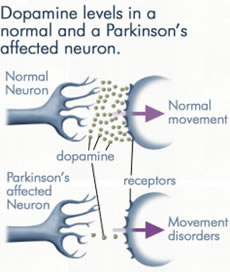 Dopamine levels in a
normal and a Parkinson's
affected neuron.
Normal
Neuron
Normal
movement
dopamine
receptors
Parkinson's
affected
Neuron
Movement
disorders